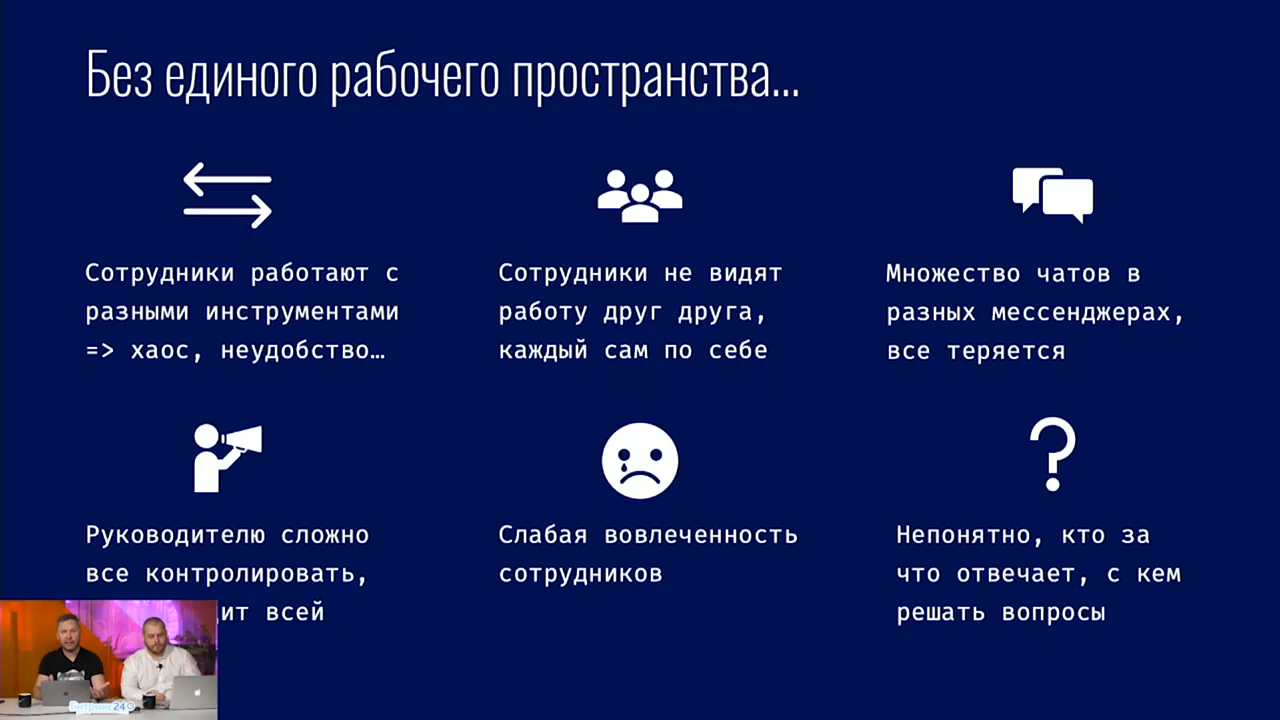 Без единого рабочего пространства...
Сотрудники работают с
разными инструментами
=> хаос, неудобство…
Сотрудники не видят
работу друг друга,
каждый сам по себе
Множество чатов в
разных мессенджерах,
все теряется
Руководителю сложно
все контролировать,
ит всей
Слабая вовлеченность
сотрудников
Непонятно, кто за
что отвечает, с кем
решать вопросы
Битрикс24